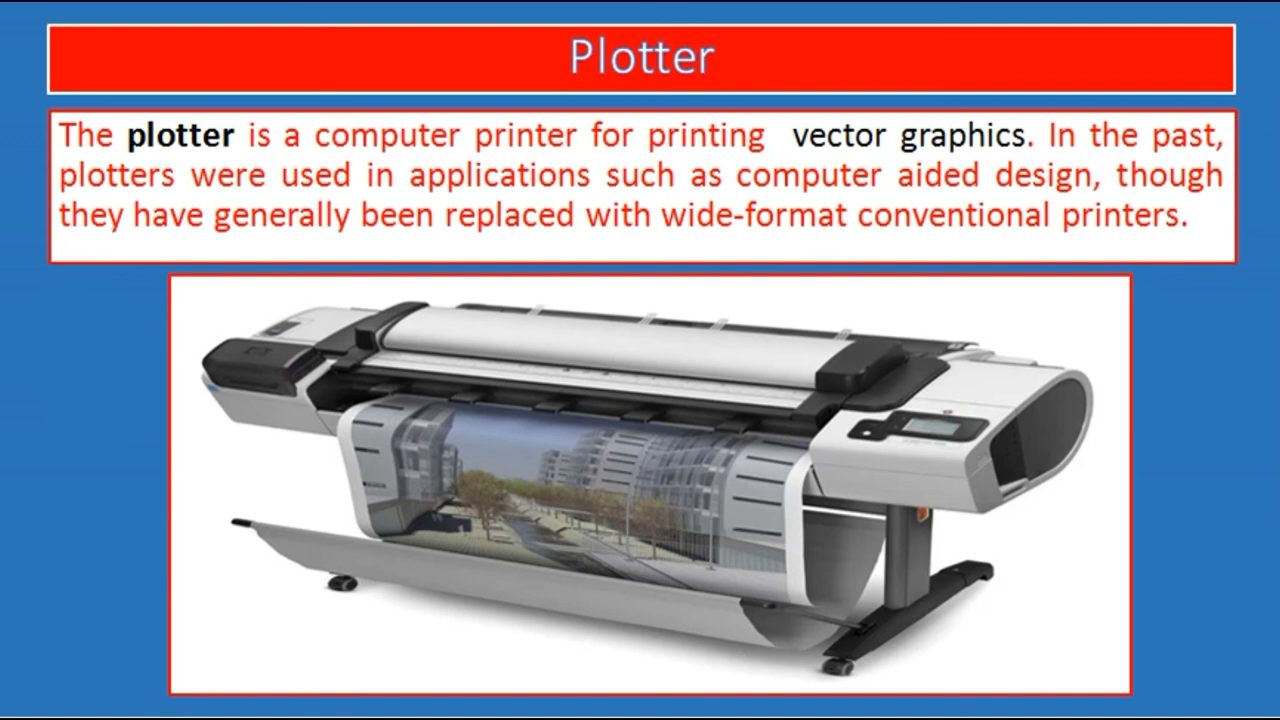 Plotter
The plotter is a computer printer for printing vector graphics. In the past,
plotters were used in applications such as computer aided design, though
they have generally been replaced with wide-format conventional printers.